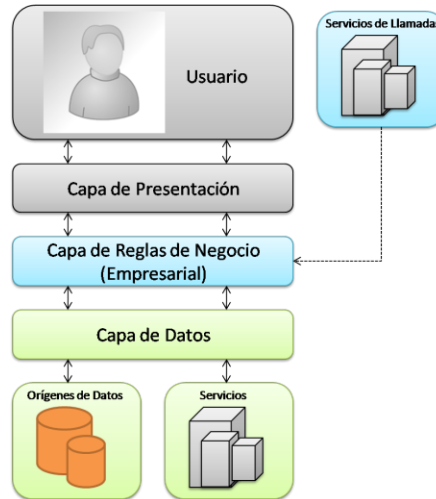 Servicios de Llamadas
Usuario
Capa de Presentación
Capa de Reglas de Negocio
(Empresarial)
Capa de Datos
Orígenes de Datos
Servicios